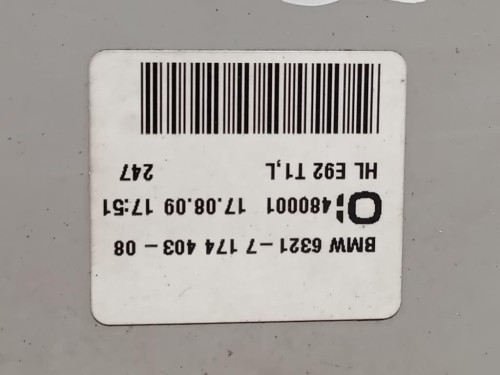 BMW 6321-7 174 403-08
480001 17.08.09 17:51
HL E92 T1,L 247